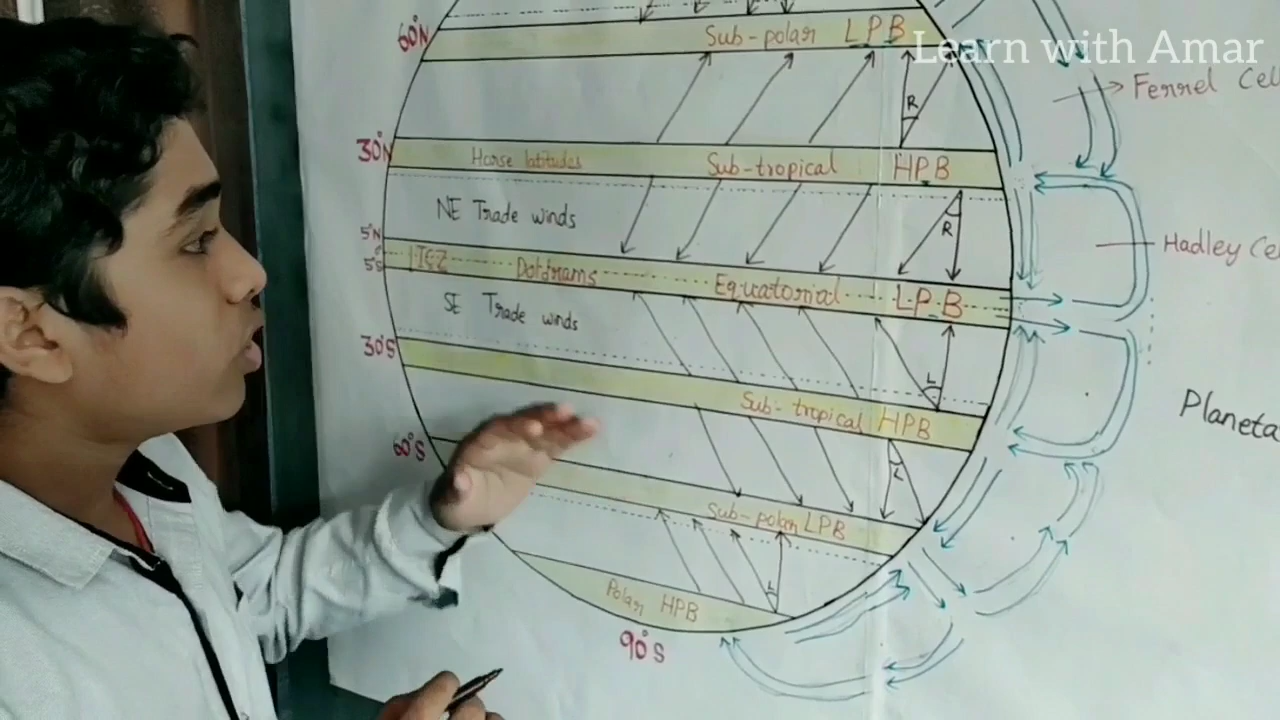 Learn with Amar
60°N
Sub-polar LPB
R
Ferrel Cell
30°N
Horse latitudes Sub-tropical HPB
NE Trade winds
R
Hadley Ce
5°N
5°S
ITCZ Doldrams Equatorial LPB
SE Trade winds
L
30°S
Sub-tropical HPB
Planeta
60°S
L
Sub-polar LPB
L
Polar HPB
90°S